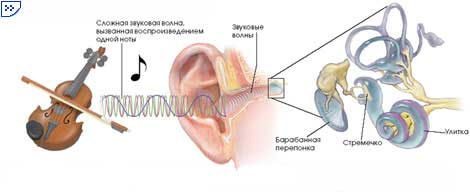 Сложная звуковая волна,
вызванная воспроизведением
одной ноты
Звуковые
волны
Барабанная
перепонка
Стремечко
Улитка